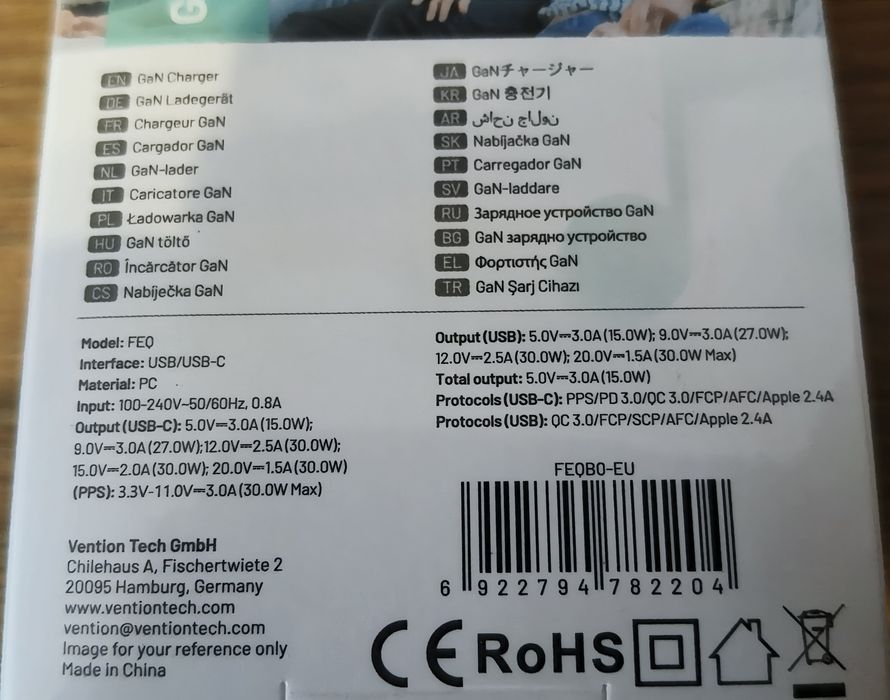 G
EN GaN Charger
DE GaN Ladegerät
FR Chargeur GaN
ES Cargador GaN
NL GaN-lader
IT Caricatore GaN
PL Ładowarka GaN
HU GaN töltő
RO Încărcător GaN
CS Nabíječka GaN
JA GaNチャージャー
KR GaN 충전기
AR شاحن جاليوم
SK Nabíjačka GaN
PT Carregador GaN
SV GaN-laddare
RU Зарядное устройство GaN
BG GaN зарядно устройство
EL Φορτιστής GaN
TR GaN Şarj Cihazı
Model: FEQ
Interface: USB/USB-C
Material: PC
Input: 100-240V~50/60Hz, 0.8A
Output (USB-C): 5.0V⎓3.0A(15.0W);
9.0V⎓3.0A(27.0W);12.0V⎓2.5A(30.0W);
15.0V⎓2.0A(30.0W); 20.0V⎓1.5A(30.0W)
(PPS): 3.3V-11.0V⎓3.0A(30.0W Max)
Output (USB): 5.0V⎓3.0A(15.0W); 9.0V⎓3.0A(27.0W);
12.0V⎓2.5A(30.0W); 20.0V⎓1.5A(30.0W Max)
Total output: 5.0V⎓3.0A(15.0W)
Protocols (USB-C): PPS/PD 3.0/QC 3.0/FCP/AFC/Apple 2.4A
Protocols (USB): QC 3.0/FCP/SCP/AFC/Apple 2.4A
FEQB0-EU
6 922794 782204
Vention Tech GmbH
Chilehaus A, Fischertwiete 2
20095 Hamburg, Germany
www.ventiontech.com
vention@ventiontech.com
Image for your reference only
Made in China
CE RoHS